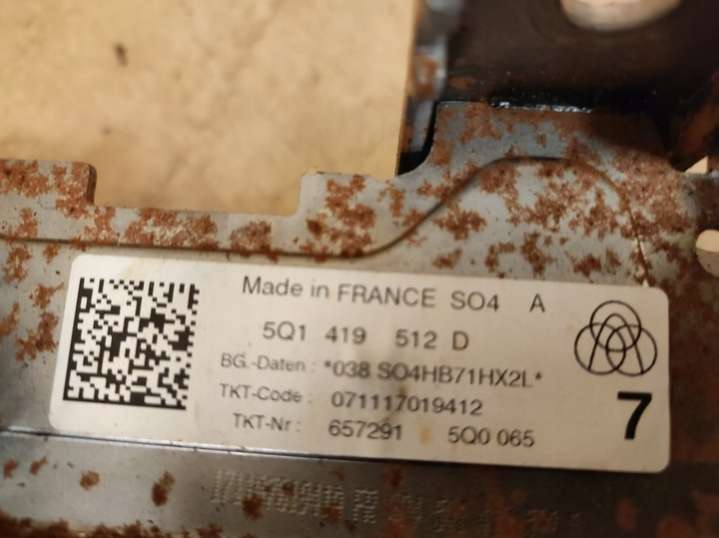 Made in FRANCE SO4 A
5Q1 419 512 D
BG.-Daten : *038 SO4HB71HX2L*
TKT-Code : 071117019412
TKT-Nr : 657291 5Q0 065
7